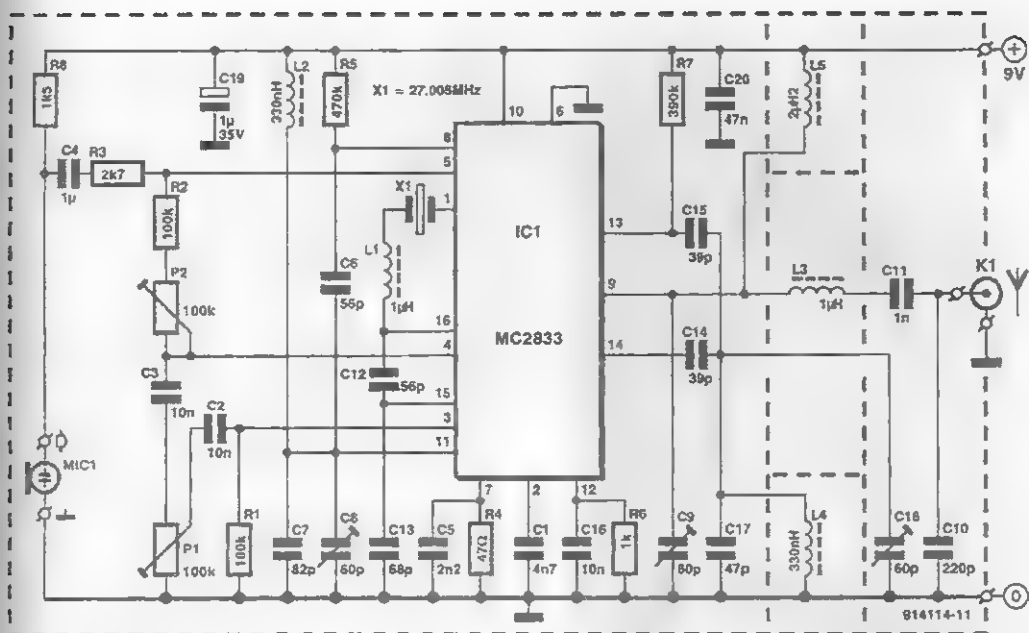 R8
1k5
C19
1µ
35V
L2
330nH
R5
470k
X1 = 27.005MHz
10
6
R7
390k
C20
47n
L5
2µH2
+
9V
C4
1µ
R3
2k7
R2
100k
P2
100k
8
5
X1
1
IC1
MC2833
13
C15
39p
L1
1µH
C6
56p
9
L3
1µH
C11
1n
K1
16
4
14
C14
39p
C3
10n
C12
56p
15
C2
10n
3
11
MIC1
7
2
12
P1
100k
R1
100k
C7
82p
C8
60p
C13
68p
C5
2n2
R4
47Ω
C1
4n7
C16
10n
R6
1k
C9
60p
C17
47p
L4
330nH
C18
60p
C10
220p
0
914114-11